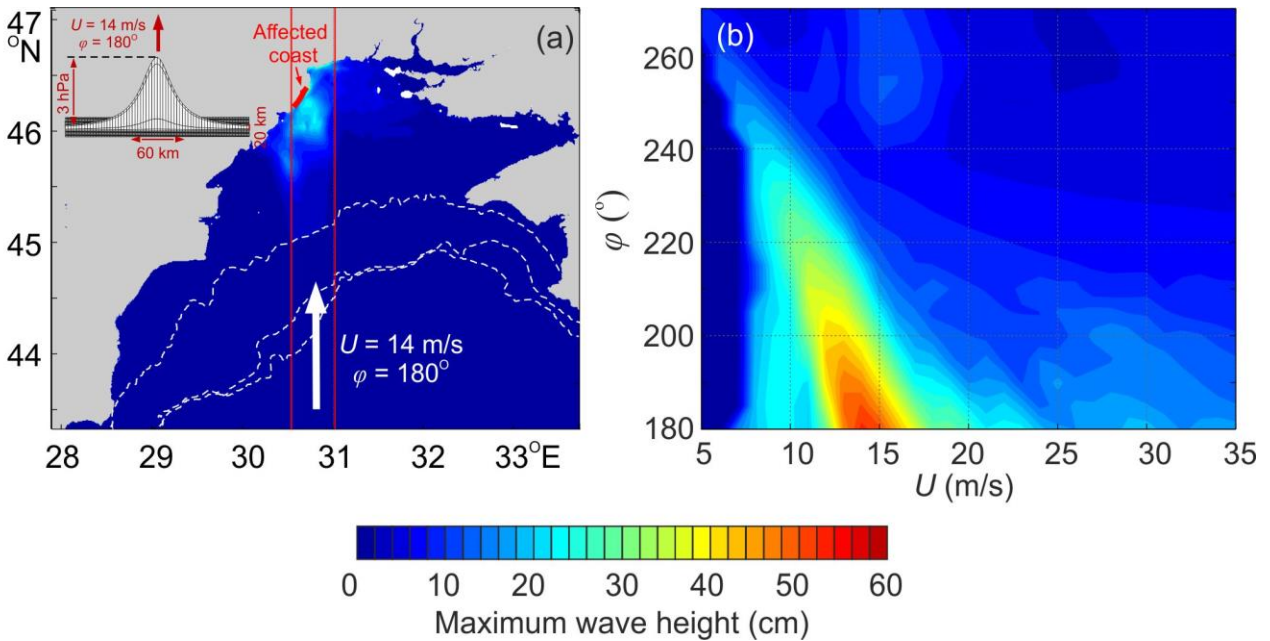 47
°N
46
45
44
28
29
30
31
32
33°E
(a)
U = 14 m/s
φ = 180°
3 hPa
60 km
20 km
Affected
coast
U = 14 m/s
φ = 180°
(b)
260
240
220
200
180
φ (°)
5
10
15
20
25
30
35
U (m/s)
0
10
20
30
40
50
60
Maximum wave height (cm)